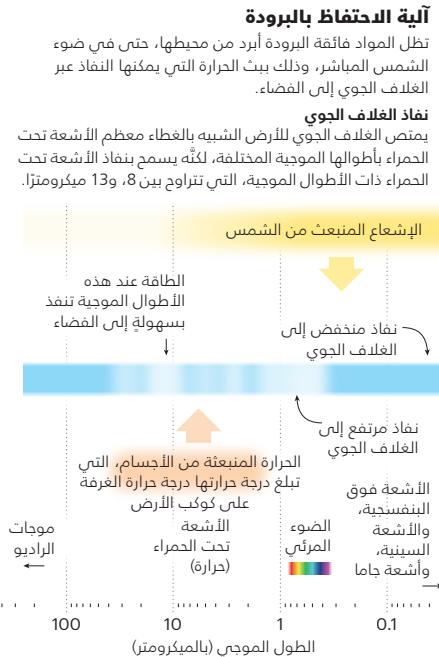 آلية الاحتفاظ بالبرودة
تظل المواد فائقة البرودة أبرد من محيطها، حتى في ضوء
الشمس المباشر، وذلك ببث الحرارة التي يمكنها النفاذ عبر
الغلاف الجوي إلى الفضاء.
نفاذ الغلاف الجوي
يمتص الغلاف الجوي للأرض الشبيه بالغطاء معظم الأشعة تحت
الحمراء بأطوالها الموجية المختلفة، لكنَّه يسمح بنفاذ الأشعة تحت
الحمراء ذات الأطوال الموجية، التي تتراوح بين 8، و13 ميكرومترًا.
الإشعاع المنبعث من الشمس
الطاقة عند هذه
الأطوال الموجية تنفذ
بسهولةٍ إلى الفضاء
نفاذ منخفض إلى
الغلاف الجوي
نفاذ مرتفع إلى
الغلاف الجوي
الحرارة المنبعثة من الأجسام، التي
تبلغ درجة حرارتها درجة حرارة الغرفة
على كوكب الأرض
الأشعة فوق
البنفسجية،
والأشعة
السينية،
وأشعة جاما
الضوء
المرئي
الأشعة
تحت الحمراء
(حرارة)
موجات
الراديو
100 10 1 0.1
الطول الموجي (بالميكرومتر)